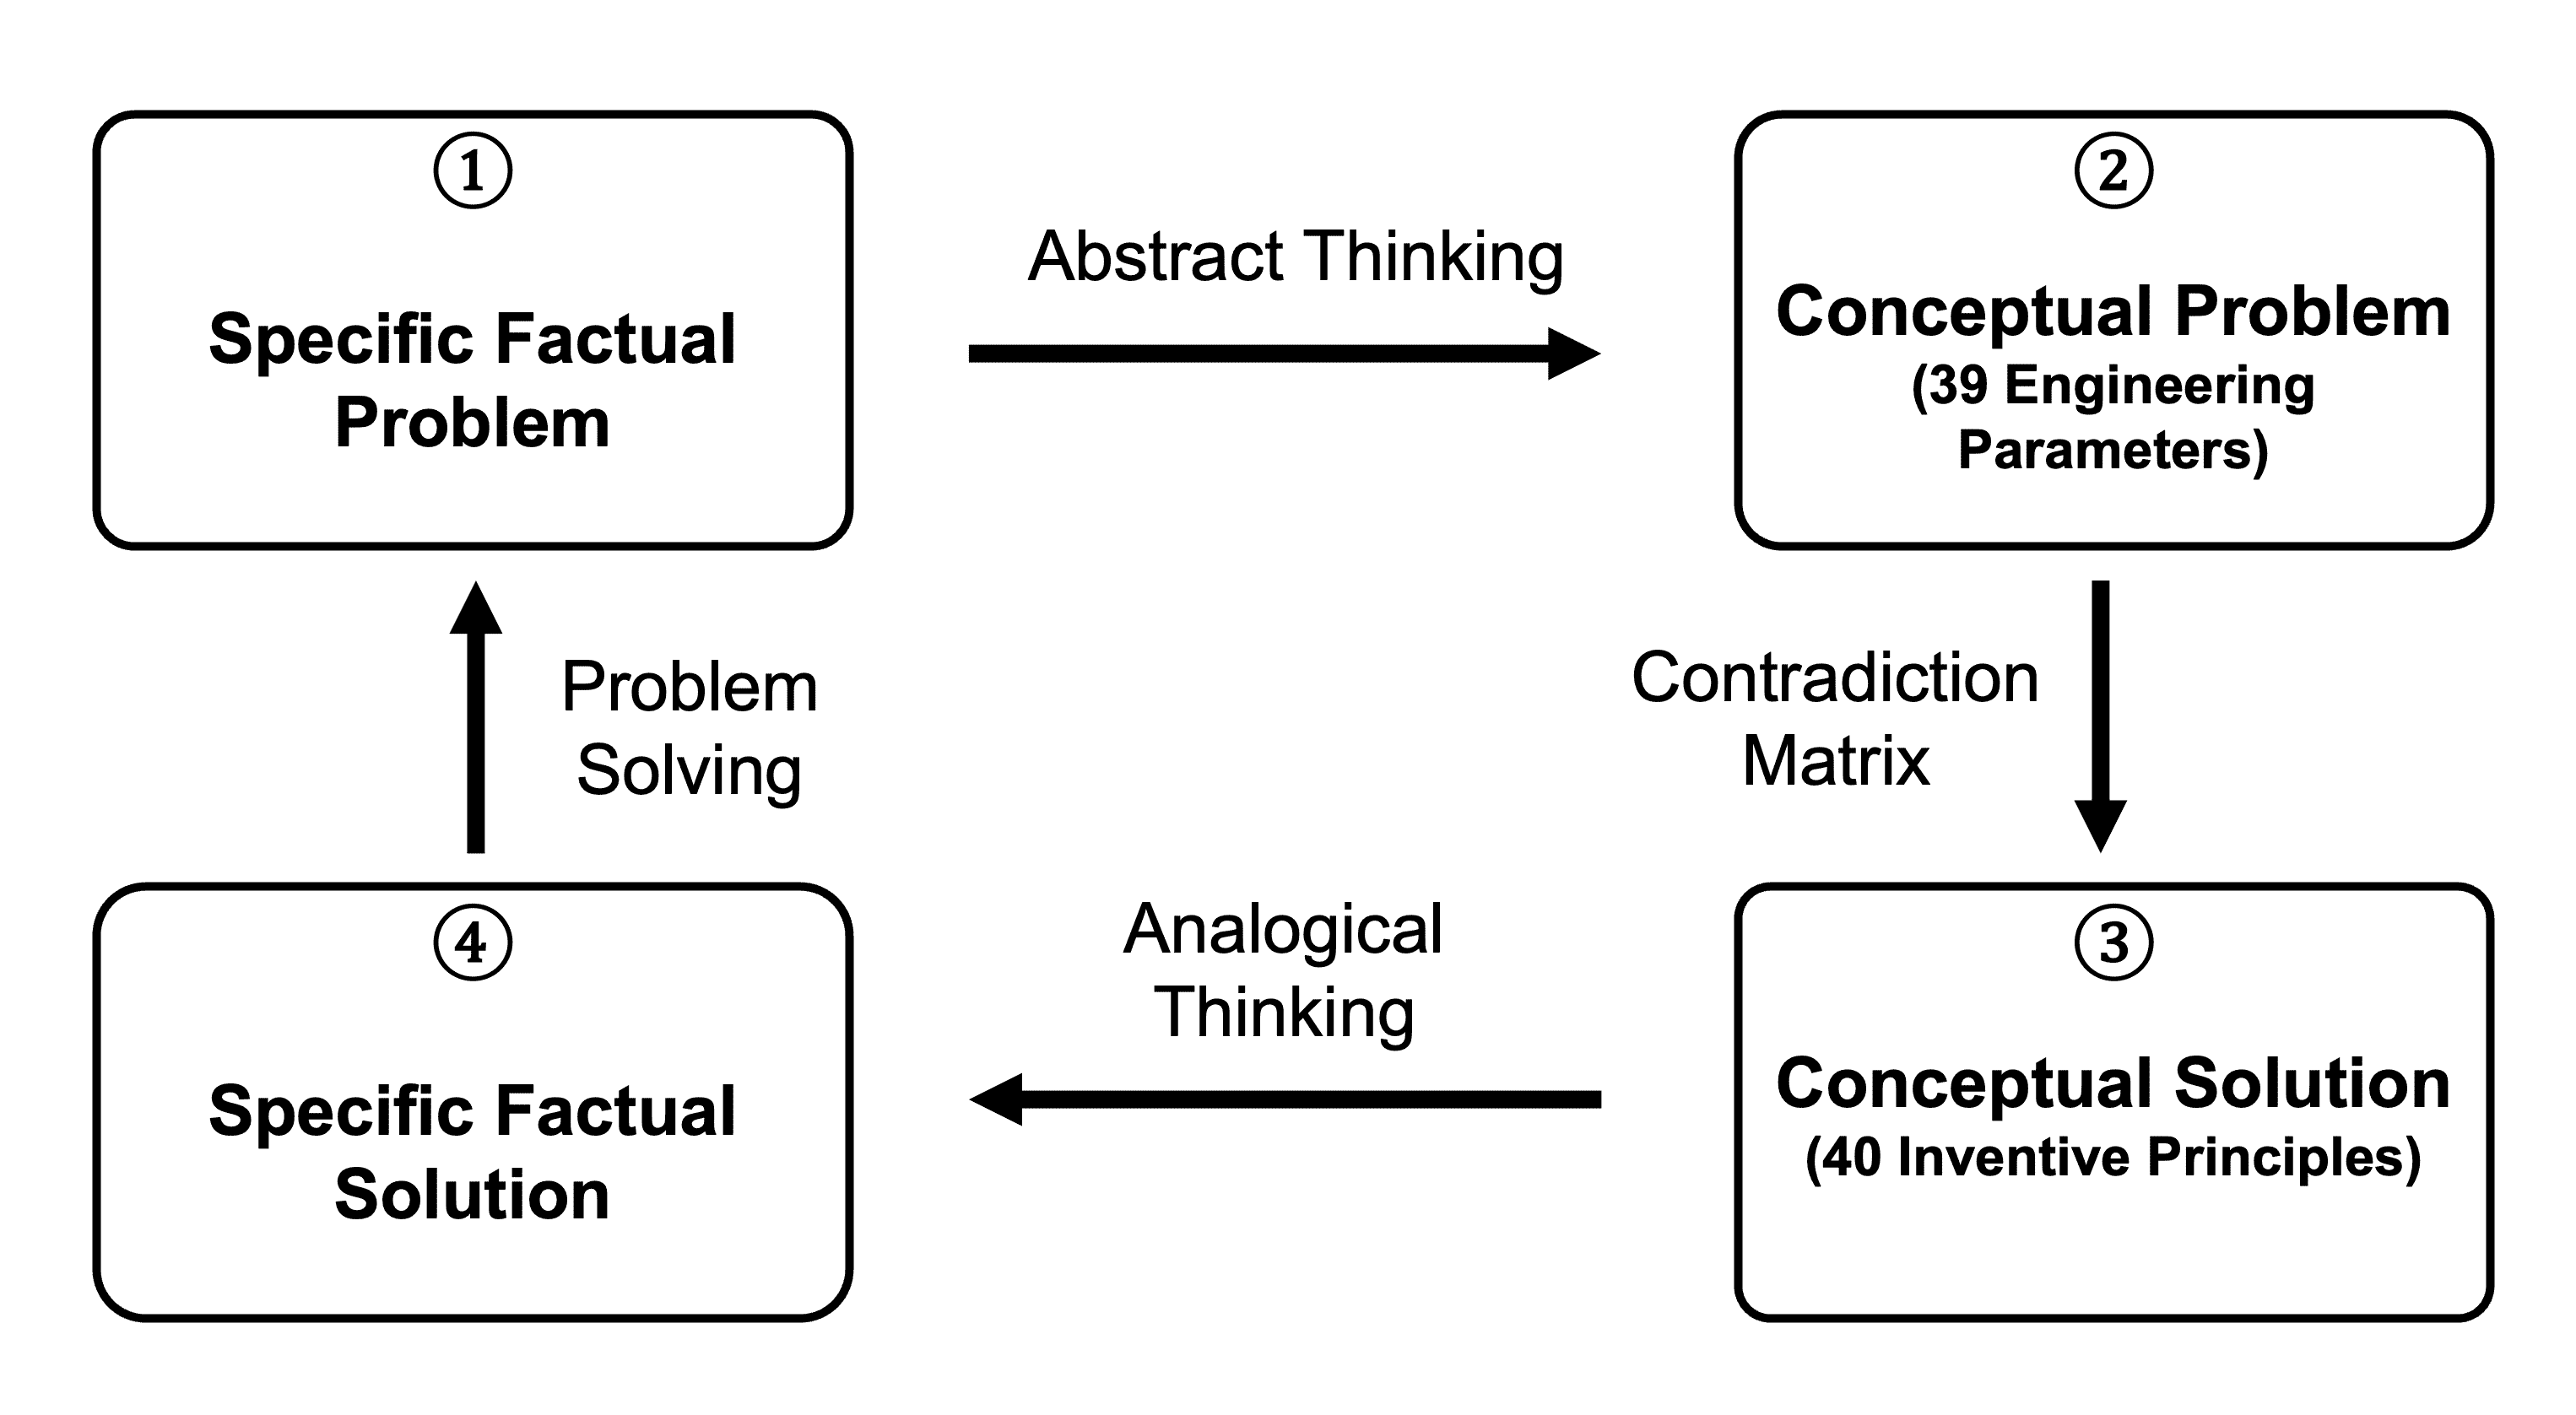 ①
Specific Factual
Problem
Abstract Thinking
②
Conceptual Problem
(39 Engineering
Parameters)
Problem
Solving
Contradiction
Matrix
④
Specific Factual
Solution
Analogical
Thinking
③
Conceptual Solution
(40 Inventive Principles)